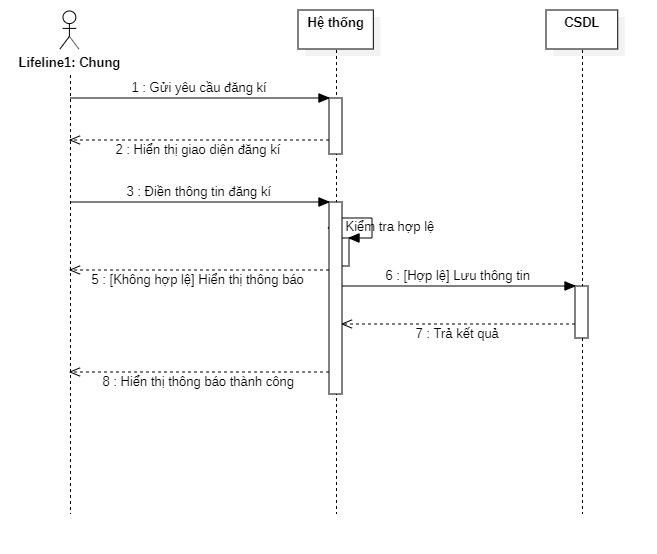 Hệ thống
CSDL
Lifeline1: Chung
1 : Gửi yêu cầu đăng kí
2 : Hiển thị giao diện đăng kí
3 : Điền thông tin đăng kí
Kiểm tra hợp lệ
5 : [Không hợp lệ] Hiển thị thông báo
6 : [Hợp lệ] Lưu thông tin
7 : Trả kết quả
8 : Hiển thị thông báo thành công